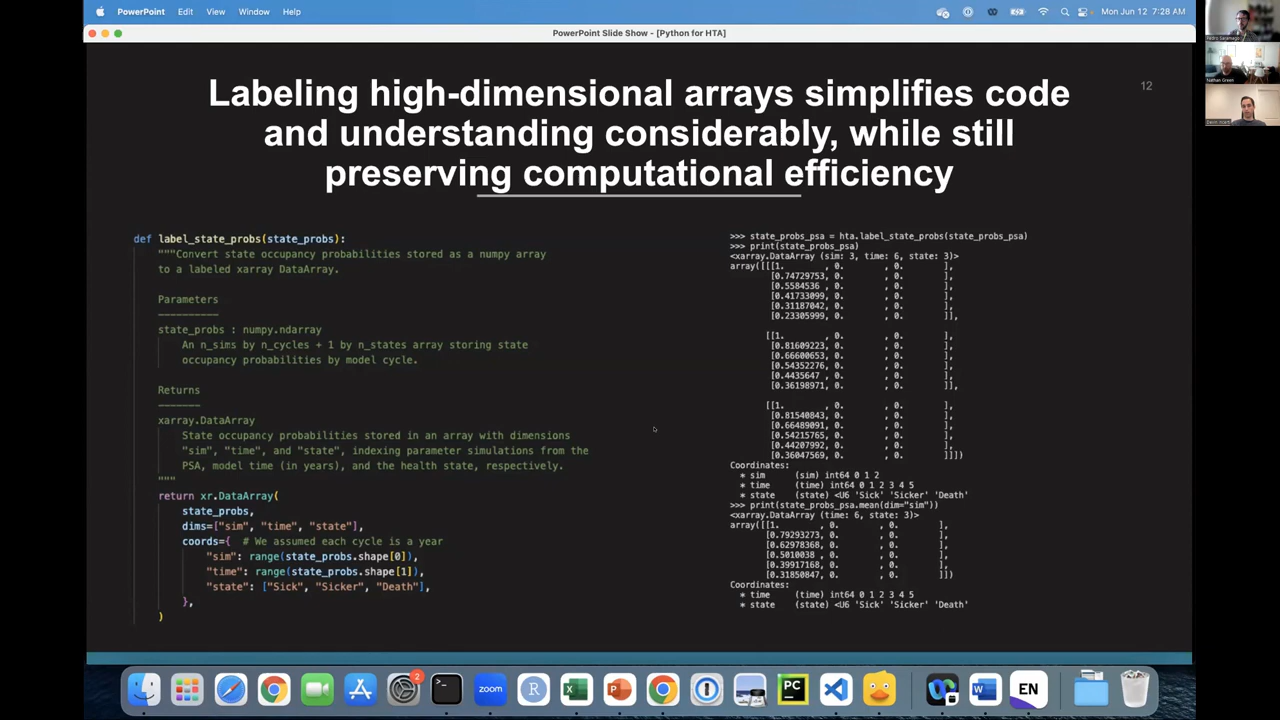 PowerPoint Edit View Window Help
Mon Jun 12 7:28 AM
PowerPoint Slide Show - [Python for HTA]
12
Labeling high-dimensional arrays simplifies code
and understanding considerably, while still
preserving computational efficiency
def label_state_probs(state_probs):
"""Convert state occupancy probabilities stored as a numpy array
to a labeled xarray DataArray.
Parameters
----------
state_probs : numpy.ndarray
An n_sims by n_cycles + 1 by n_states array storing state
occupancy probabilities by model cycle.
Returns
-------
xarray.DataArray
State occupancy probabilities stored in an array with dimensions
"sim", "time", and "state", indexing parameter simulations from the
PSA, model time (in years), and the health state, respectively.
"""
return xr.DataArray(
state_probs,
dims=["sim", "time", "state"],
coords={ # We assumed each cycle is a year
"sim": range(state_probs.shape[0]),
"time": range(state_probs.shape[1]),
"state": ["Sick", "Sicker", "Death"],
},
)
>>> state_probs_psa = hta.label_state_probs(state_probs_psa)
>>> print(state_probs_psa)
<xarray.DataArray (sim: 3, time: 6, state: 3)>
array([[[1. , 0. , 0. ],
[0.74729753, 0. , 0. ],
[0.5584536 , 0. , 0. ],
[0.41733099, 0. , 0. ],
[0.31187042, 0. , 0. ],
[0.23305999, 0. , 0. ]],
[[1. , 0. , 0. ],
[0.81609223, 0. , 0. ],
[0.66600653, 0. , 0. ],
[0.54352276, 0. , 0. ],
[0.4435647 , 0. , 0. ],
[0.36198971, 0. , 0. ]],
[[1. , 0. , 0. ],
[0.81540843, 0. , 0. ],
[0.66489091, 0. , 0. ],
[0.54215765, 0. , 0. ],
[0.44207992, 0. , 0. ],
[0.36047569, 0. , 0. ]]])
Coordinates:
* sim (sim) int64 0 1 2
* time (time) int64 0 1 2 3 4 5
* state (state) <U6 'Sick' 'Sicker' 'Death'
>>> print(state_probs_psa.mean(dim="sim"))
<xarray.DataArray (time: 6, state: 3)>
array([[1. , 0. , 0. ],
[0.79293273, 0. , 0. ],
[0.62978368, 0. , 0. ],
[0.5010038 , 0. , 0. ],
[0.39917168, 0. , 0. ],
[0.31850847, 0. , 0. ]])
Coordinates:
* time (time) int64 0 1 2 3 4 5
* state (state) <U6 'Sick' 'Sicker' 'Death'
Pedro Saramago
Nathan Green
Devin Incerti
2
zoom
R
PC
EN